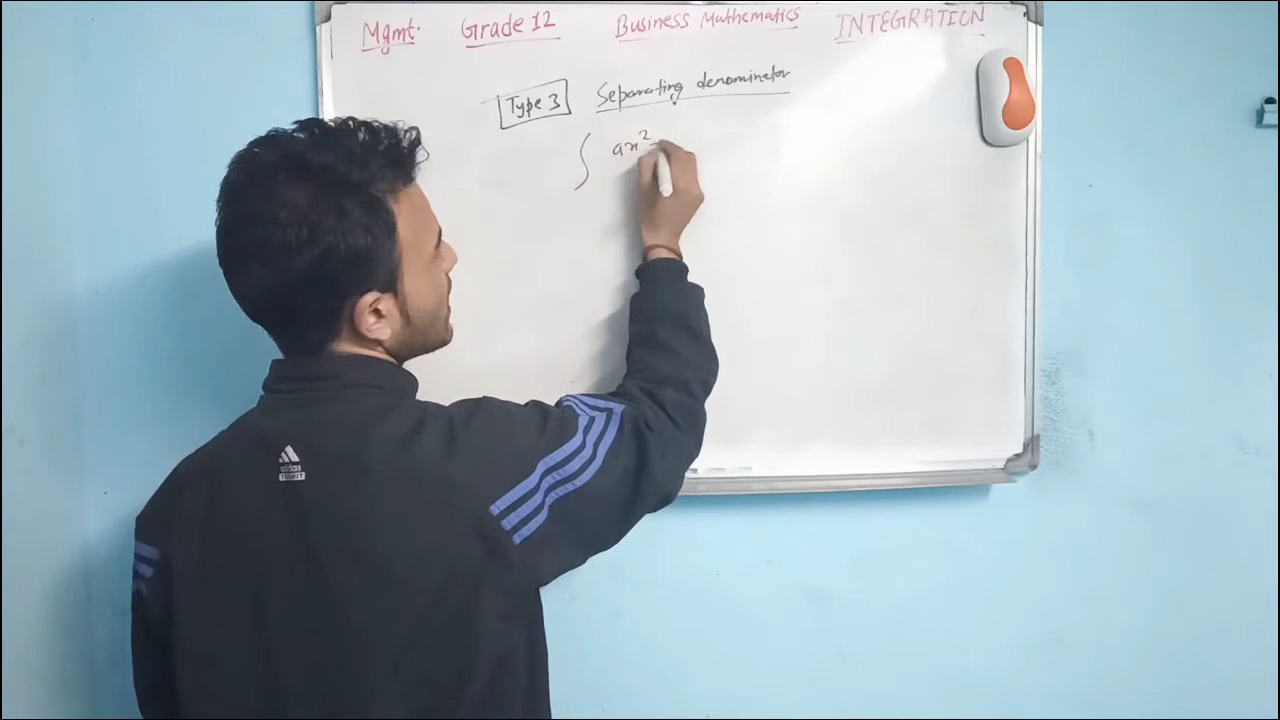 Mgmt. Grade 12 Business Mathematics INTEGRATION
Type 3 Separating denominator
∫ ax²
adidas